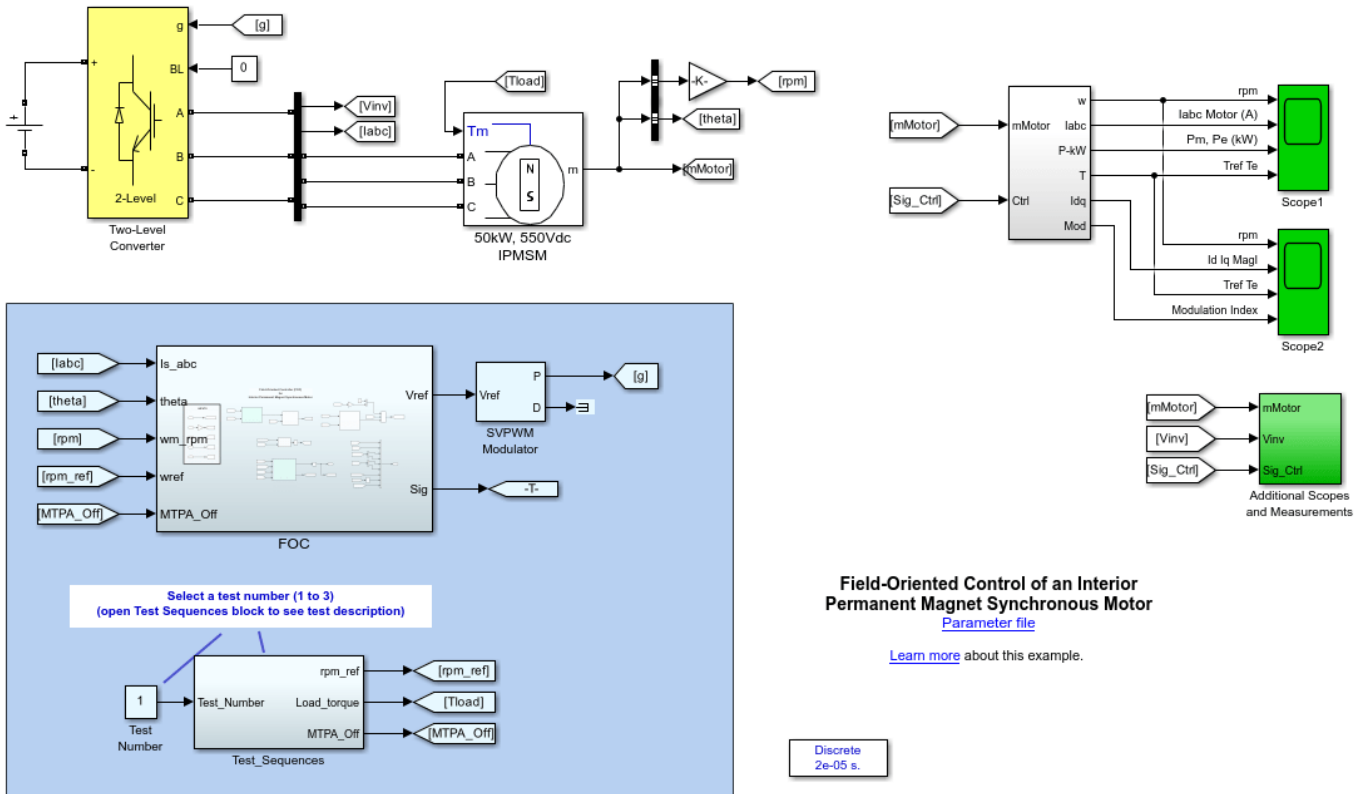 g
[g]
+
BL
0
A
[Vinv]
[Iabc]
B
-
C
2-Level
Two-Level
Converter
+
[Tload]
Tm
A
B
C
N
S
m
50kW, 550Vdc
IPMSM
-K-
[rpm]
[theta]
[mMotor]
[mMotor]
[Sig_Ctrl]
mMotor
Ctrl
w
Iabc
P-kW
T
Idq
Mod
rpm
Iabc Motor (A)
Pm, Pe (kW)
Tref Te
Scope1
rpm
Id Iq MagI
Tref Te
Modulation Index
Scope2
[Iabc]
[theta]
[rpm]
[rpm_ref]
[MTPA_Off]
Is_abc
theta
wm_rpm
wref
MTPA_Off
Vref
Sig
FOC
Vref
P
D
SVPWM
Modulator
[g]
-T-
[mMotor]
[Vinv]
[Sig_Ctrl]
mMotor
Vinv
Sig_Ctrl
Additional Scopes
and Measurements
Select a test number (1 to 3)
(open Test Sequences block to see test description)
1
Test
Number
Test_Number
rpm_ref
Load_torque
MTPA_Off
Test_Sequences
[rpm_ref]
[Tload]
[MTPA_Off]
Field-Oriented Control of an Interior
Permanent Magnet Synchronous Motor
Parameter file
Learn more about this example.
Discrete
2e-05 s.